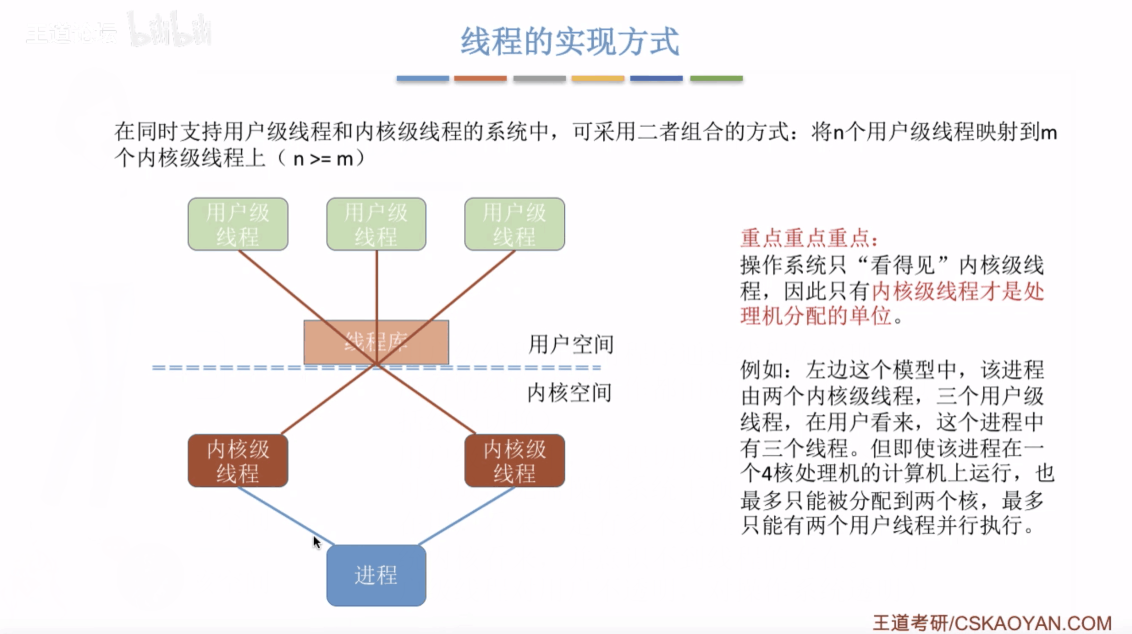 王道论坛 bilibili
线程的实现方式
在同时支持用户级线程和内核级线程的系统中，可采用二者组合的方式：将n个用户级线程映射到m
个内核级线程上（ n >= m）
用户级
线程
用户级
线程
用户级
线程
线程库
用户空间
内核空间
内核级
线程
内核级
线程
进程
重点重点重点：
操作系统只“看得见”内核级线
程，因此只有内核级线程才是处
理机分配的单位。
例如：左边这个模型中，该进程
由两个内核级线程，三个用户级
线程，在用户看来，这个进程中
有三个线程。但即使该进程在一
个4核处理机的计算机上运行，也
最多只能被分配到两个核，最多
只能有两个用户线程并行执行。
王道考研/CSKAOYAN.COM